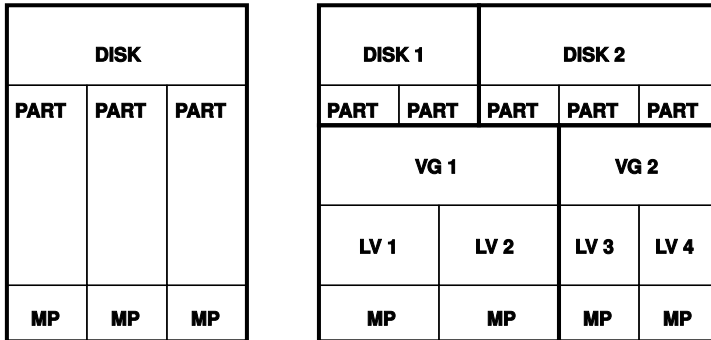 DISK
PART PART PART
MP MP MP
DISK 1 DISK 2
PART PART PART PART PART
VG 1 VG 2
LV 1 LV 2 LV 3 LV 4
MP MP MP MP